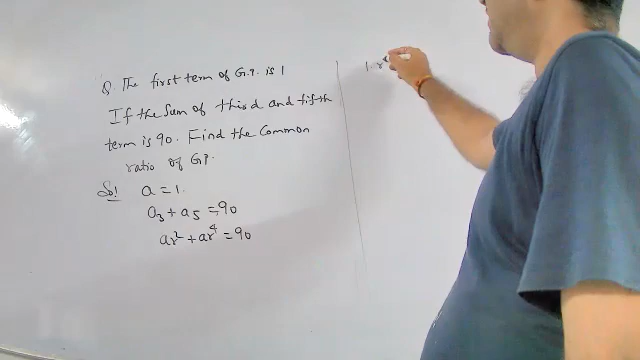 Q. The first term of G.P. is 1
If the Sum of third and fifth
term is 90. Find the Common
ratio of GP.
Sol a = 1.
a₃ + a₅ = 90
ar² + ar⁴ = 90
1. r